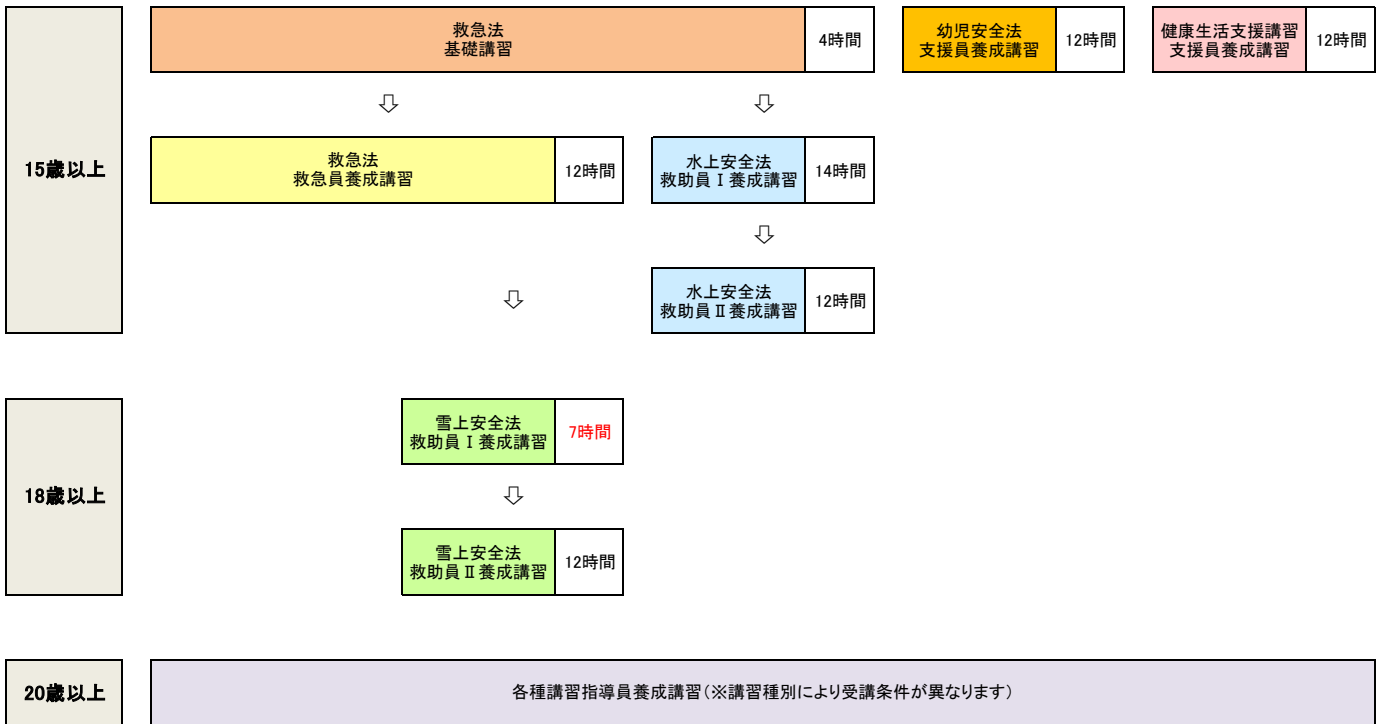 15歳以上
救急法
基礎講習
4時間
幼児安全法
支援員養成講習
12時間
健康生活支援講習
支援員養成講習
12時間
⇩
⇩
救急法
救急員養成講習
12時間
水上安全法
救助員Ⅰ養成講習
14時間
⇩
⇩
水上安全法
救助員Ⅱ養成講習
12時間
18歳以上
雪上安全法
救助員Ⅰ養成講習
7時間
⇩
雪上安全法
救助員Ⅱ養成講習
12時間
20歳以上
各種講習指導員養成講習(※講習種別により受講条件が異なります)